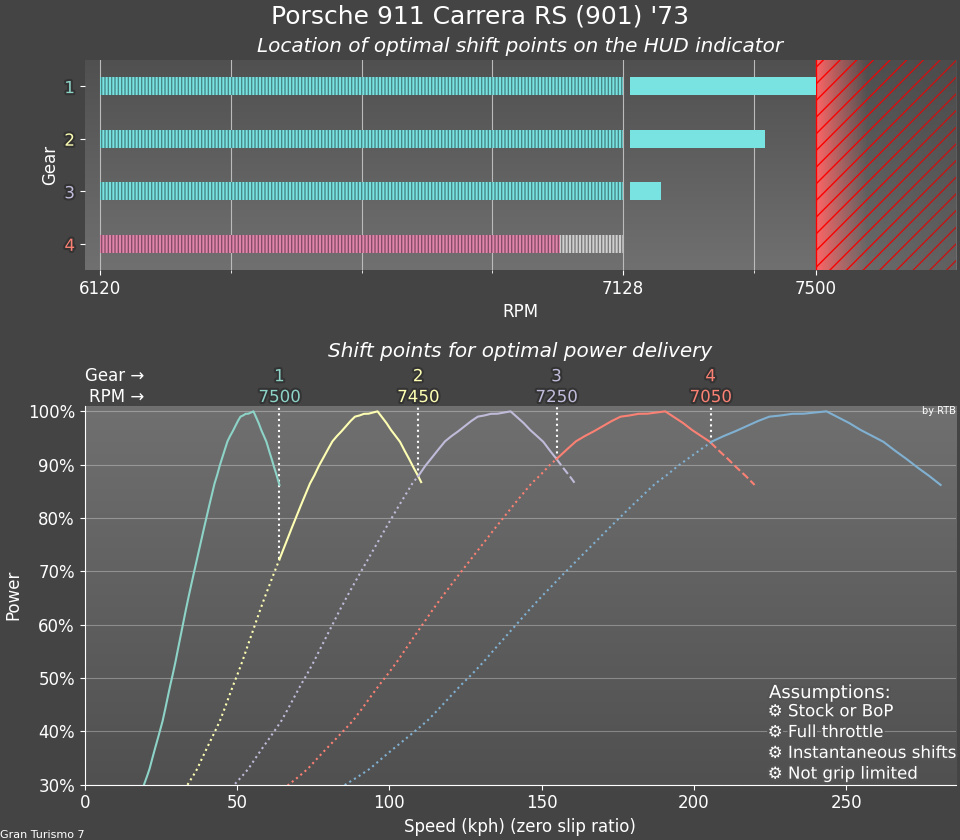 Porsche 911 Carrera RS (901) '73
Location of optimal shift points on the HUD indicator
Gear
1
2
3
4
6120 7128 7500
RPM
Shift points for optimal power delivery
Gear → 1 2 3 4
RPM → 7500 7450 7250 7050
by RTB
Power
100%
90%
80%
70%
60%
50%
40%
30%
Assumptions:
⚙ Stock or BoP
⚙ Full throttle
⚙ Instantaneous shifts
⚙ Not grip limited
0 50 100 150 200 250
Speed (kph) (zero slip ratio)
Gran Turismo 7